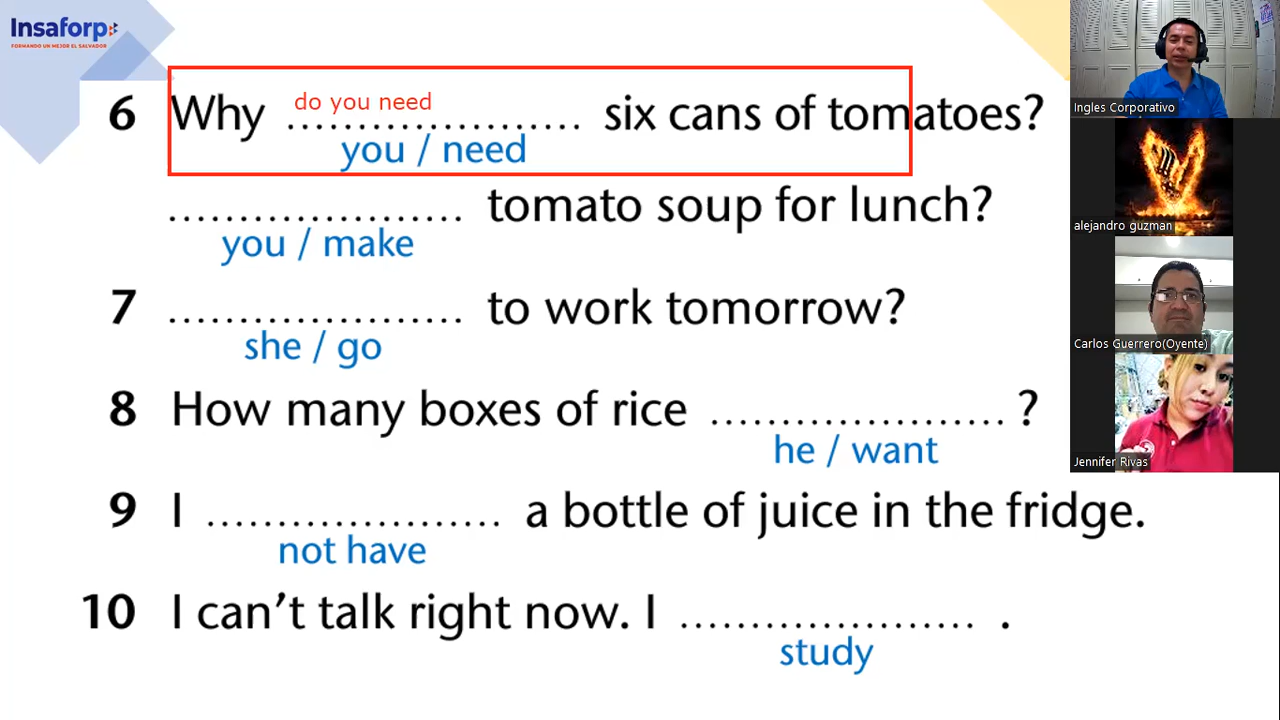 Insaforp
FORMANDO UN MEJOR EL SALVADOR
6 Why do you need six cans of tomatoes?
you / need
..................... tomato soup for lunch?
you / make
7 ..................... to work tomorrow?
she / go
8 How many boxes of rice ..................... ?
he / want
9 I ..................... a bottle of juice in the fridge.
not have
10 I can't talk right now. I ..................... .
study
Ingles Corporativo
alejandro guzman
Carlos Guerrero(Oyente)
Jennifer Rivas